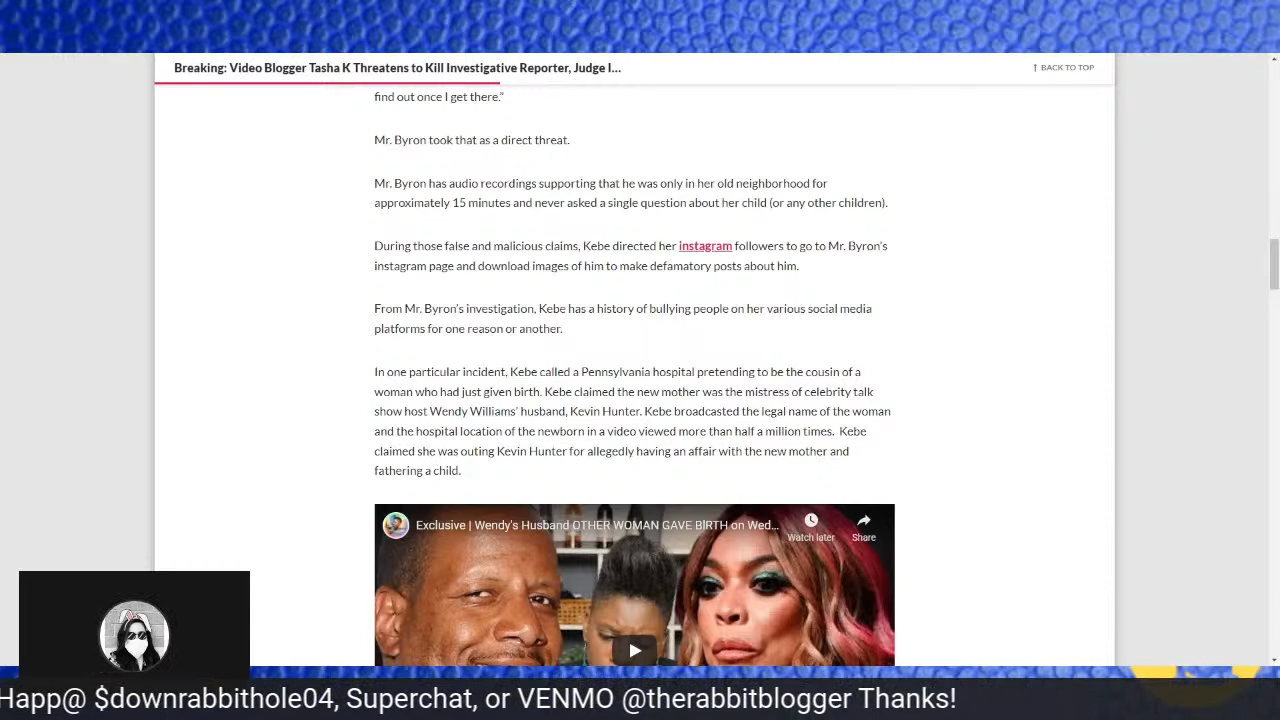 Breaking: Video Blogger Tasha K Threatens to Kill Investigative Reporter, Judge I...
↑ BACK TO TOP
find out once I get there.”
Mr. Byron took that as a direct threat.
Mr. Byron has audio recordings supporting that he was only in her old neighborhood for
approximately 15 minutes and never asked a single question about her child (or any other children).
During those false and malicious claims, Kebe directed her instagram followers to go to Mr. Byron’s
instagram page and download images of him to make defamatory posts about him.
From Mr. Byron’s investigation, Kebe has a history of bullying people on her various social media
platforms for one reason or another.
In one particular incident, Kebe called a Pennsylvania hospital pretending to be the cousin of a
woman who had just given birth. Kebe claimed the new mother was the mistress of celebrity talk
show host Wendy Williams’ husband, Kevin Hunter. Kebe broadcasted the legal name of the woman
and the hospital location of the newborn in a video viewed more than half a million times. Kebe
claimed she was outing Kevin Hunter for allegedly having an affair with the new mother and
fathering a child.
Exclusive | Wendy's Husband OTHER WOMAN GAVE BIRTH on Wed...
Watch later
Share
Happ@ $downrabbithole04, Superchat, or VENMO @therabbitblogger Thanks!